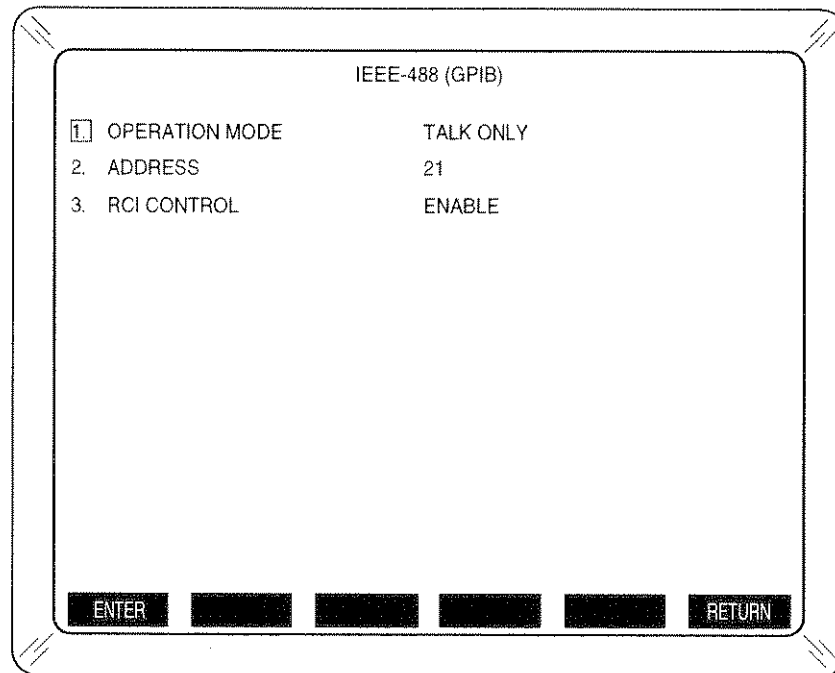 IEEE-488 (GPIB)
1. OPERATION MODE TALK ONLY
2. ADDRESS 21
3. RCI CONTROL ENABLE
ENTER RETURN